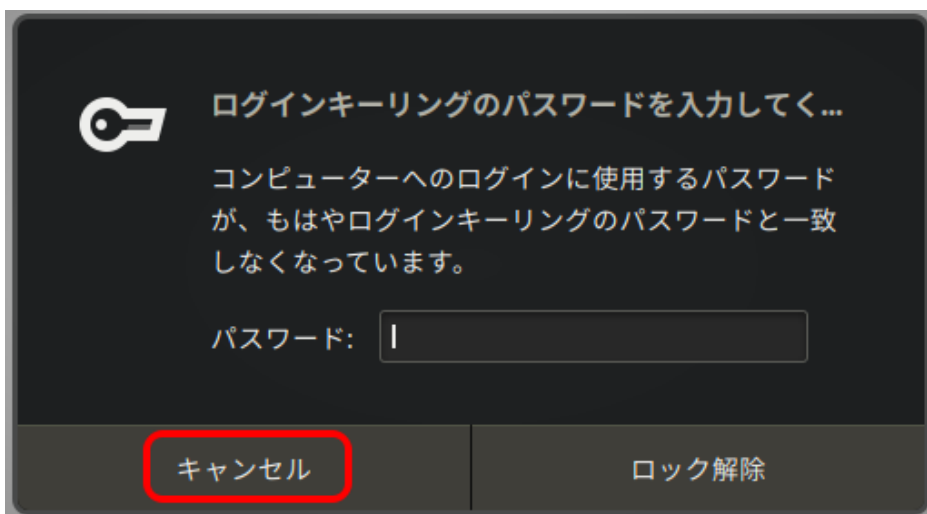 ログインキーリングのパスワードを入力してく...
コンピューターへのログインに使用するパスワード
が、もはやログインキーリングのパスワードと一致
しなくなっています。
パスワード:
キャンセル
ロック解除